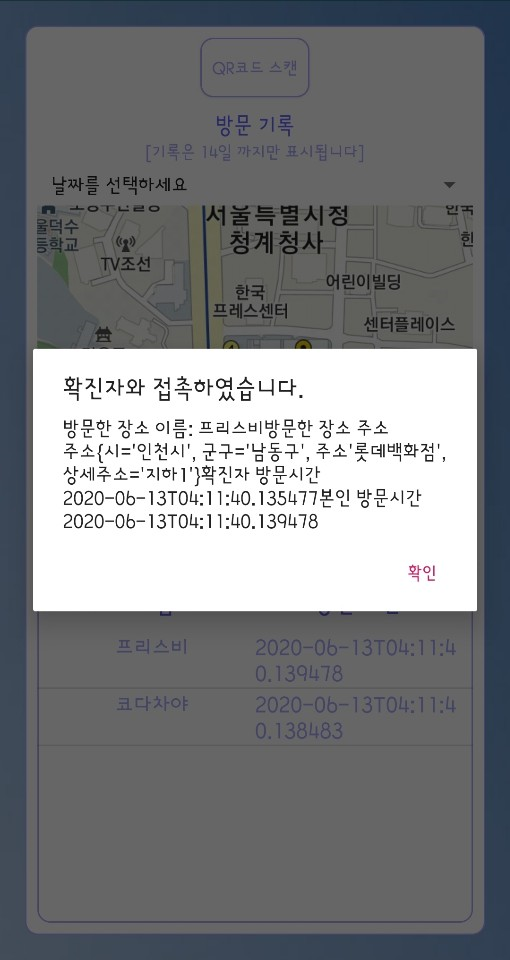 QR코드 스캔
방문 기록
[기록은 14일 까지만 표시됩니다]
날짜를 선택하세요
서울특별시청
청계청사
울덕수
등학교
TV조선
한국
프레스센터
어린이빌딩
센터플레이스
한국
확진자와 접촉하였습니다.
방문한 장소 이름: 프리스비방문한 장소 주소
주소{시='인천시', 군구='남동구', 주소'롯데백화점',
상세주소='지하1'}확진자 방문시간
2020-06-13T04:11:40.135477본인 방문시간
2020-06-13T04:11:40.139478
확인
프리스비
2020-06-13T04:11:4
0.139478
코다차야
2020-06-13T04:11:4
0.138483